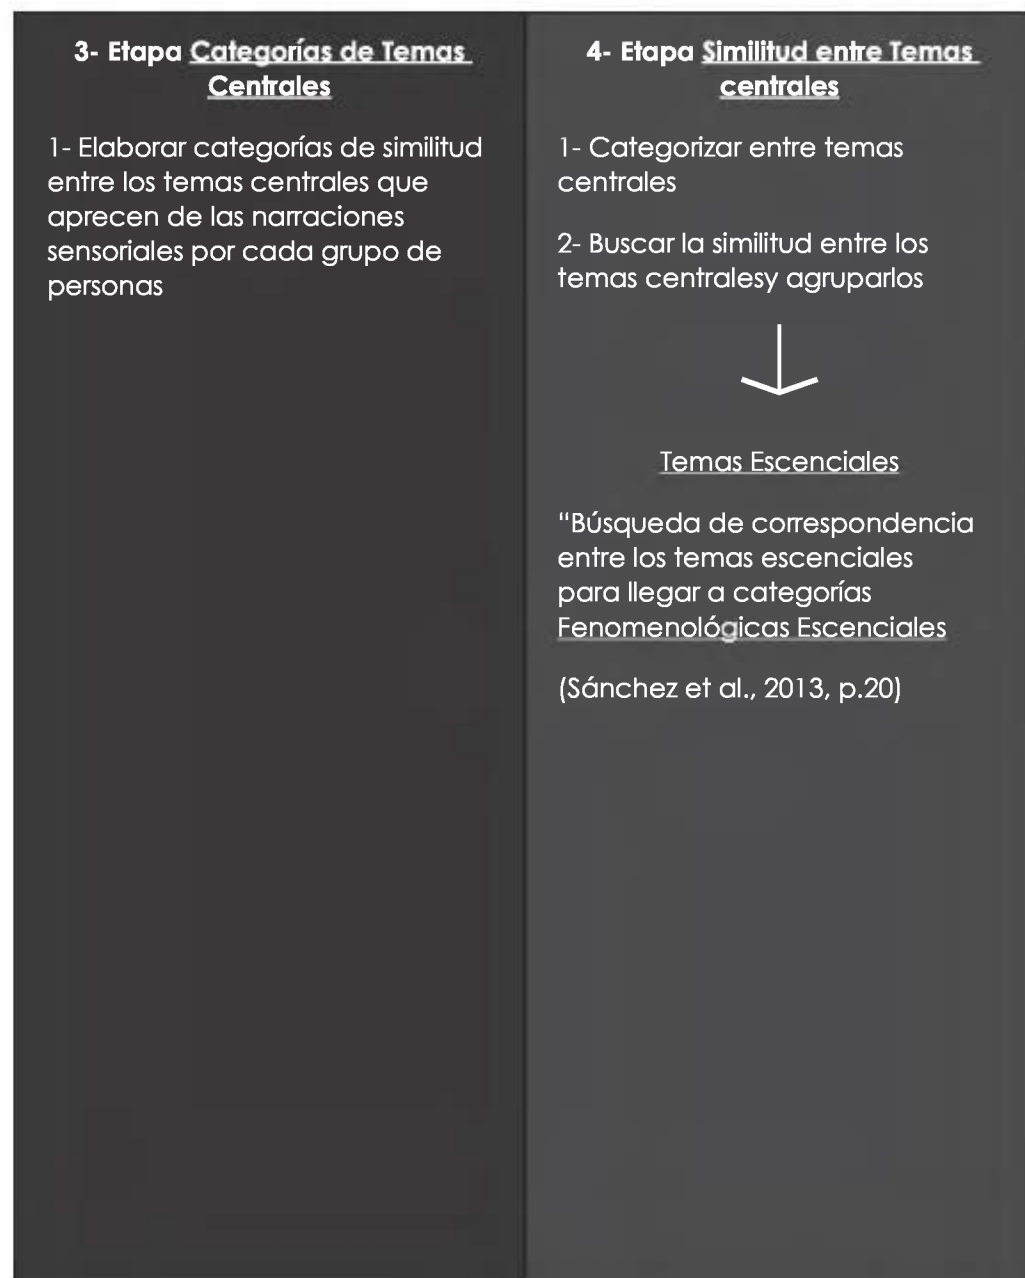 3- Etapa Categorías de Temas
Centrales
1- Elaborar categorías de similitud
entre los temas centrales que
aprecen de las narraciones
sensoriales por cada grupo de
personas
4- Etapa Similitud entre Temas
centrales
1- Categorizar entre temas
centrales
2- Buscar la similitud entre los
temas centralesy agruparlos
Temas Escenciales
“Búsqueda de correspondencia
entre los temas escenciales
para llegar a categorías
Fenomenológicas Escenciales
(Sánchez et al., 2013, p.20)